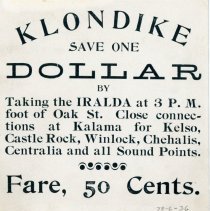 KLONDIKE
SAVE ONE
DOLLAR
BY
Taking the IRALDA at 3 P. M.
foot of Oak St. Close connec-
tions at Kalama for Kelso,
Castle Rock, Winlock, Chehalis,
Centralia and all Sound Points.
Fare, 50 Cents.